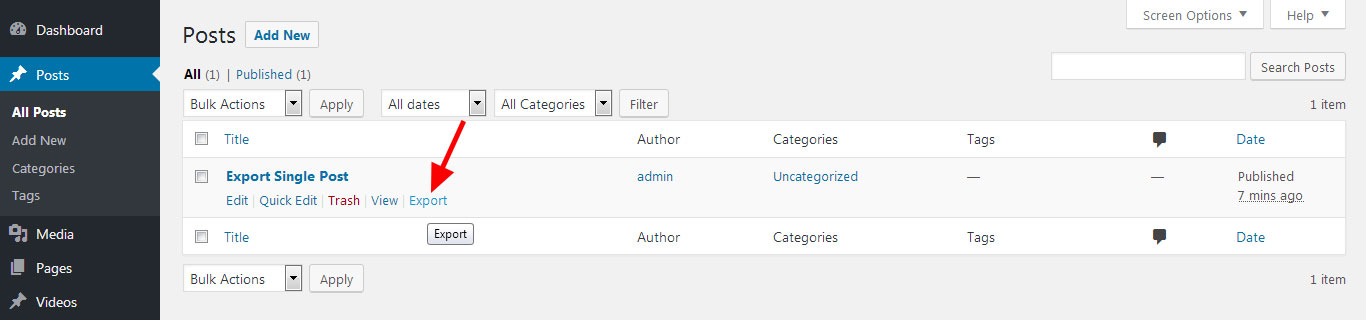 Screen Options Help
Dashboard
Posts Add New
Posts
All (1) | Published (1)
Search Posts
All Posts
Add New
Categories
Tags
Media
Pages
Videos
Bulk Actions Apply All dates All Categories Filter 1 item
Title Author Categories Tags Date
Export Single Post admin Uncategorized — — Published
7 mins ago
Edit | Quick Edit | Trash | View | Export
Export
Title Author Categories Tags Date
Bulk Actions Apply 1 item